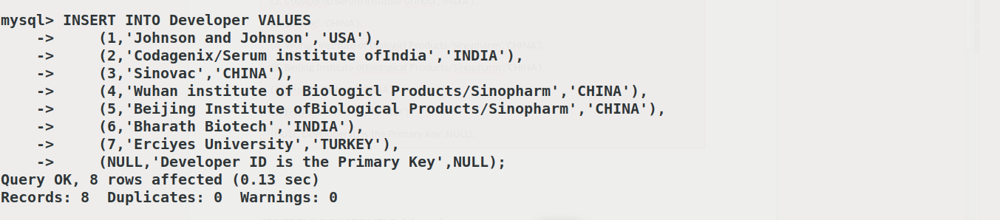 mysql> INSERT INTO Developer VALUES
    ->     (1,'Johnson and Johnson','USA'),
    ->     (2,'Codagenix/Serum institute ofIndia','INDIA'),
    ->     (3,'Sinovac','CHINA'),
    ->     (4,'Wuhan institute of Biologicl Products/Sinopharm','CHINA'),
    ->     (5,'Beijing Institute ofBiological Products/Sinopharm','CHINA'),
    ->     (6,'Bharath Biotech','INDIA'),
    ->     (7,'Erciyes University','TURKEY'),
    ->     (NULL,'Developer ID is the Primary Key',NULL);
Query OK, 8 rows affected (0.13 sec)
Records: 8  Duplicates: 0  Warnings: 0